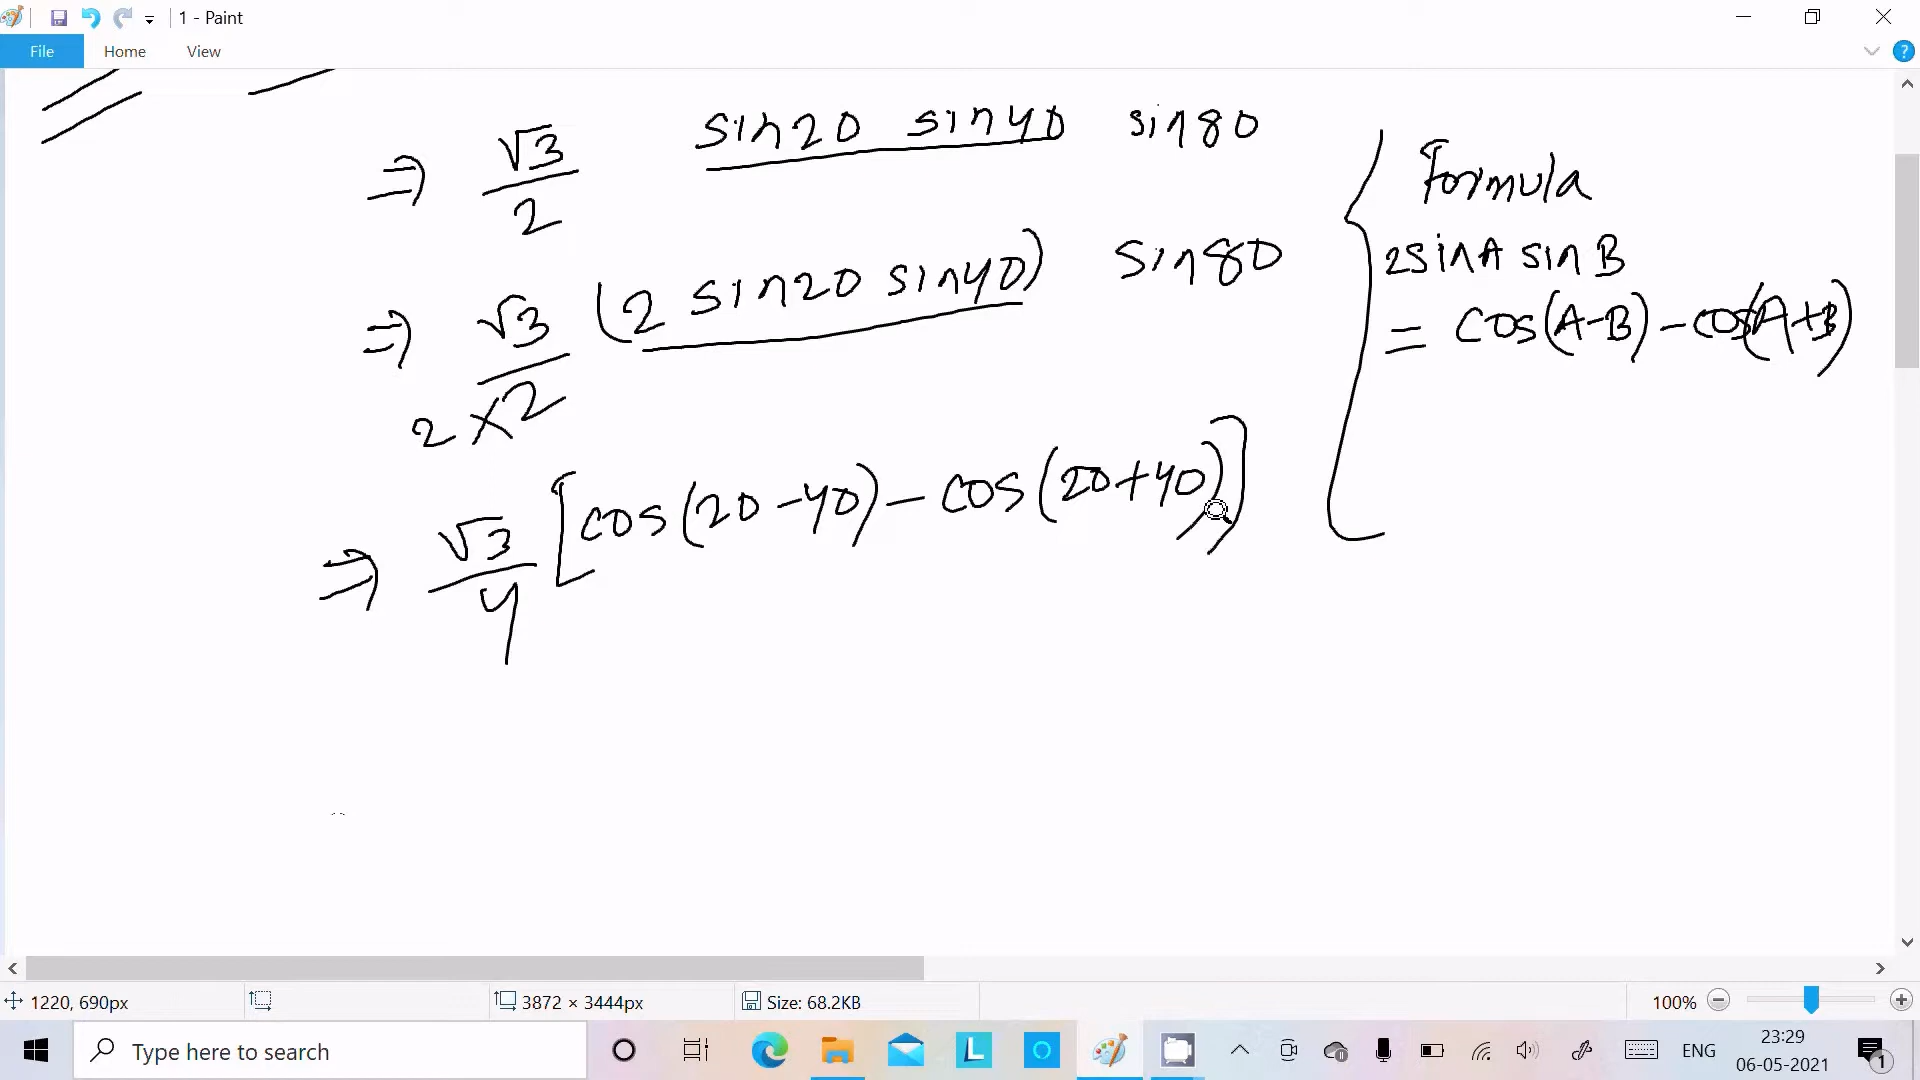 1 - Paint
File Home View
⇒ √3/2 sin20 sin40 sin80
⇒ √3/2×2 (2 sin20 sin40) sin80
⇒ √3/4 [cos(20-40) - cos(20+40)]
Formula
2sinA sinB
= cos(A-B) - cos(A+B)
1220, 690px 3872 × 3444px Size: 68.2KB 100%
Type here to search ENG 23:29
06-05-2021 1